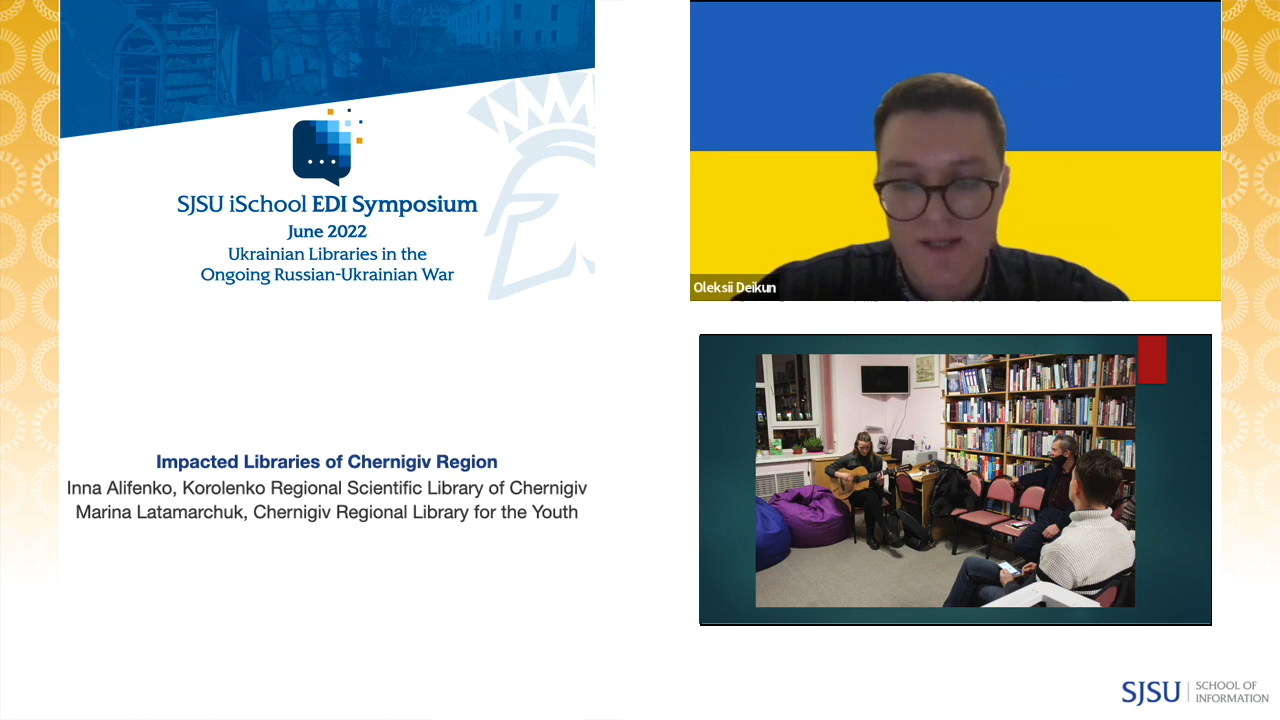 SJSU iSchool EDI Symposium
June 2022
Ukrainian Libraries in the
Ongoing Russian-Ukrainian War
Impacted Libraries of Chernigiv Region
Inna Alifenko, Korolenko Regional Scientific Library of Chernigiv
Marina Latamarchuk, Chernigiv Regional Library for the Youth
Oleksii Deikun
SJSU SCHOOL OF
INFORMATION